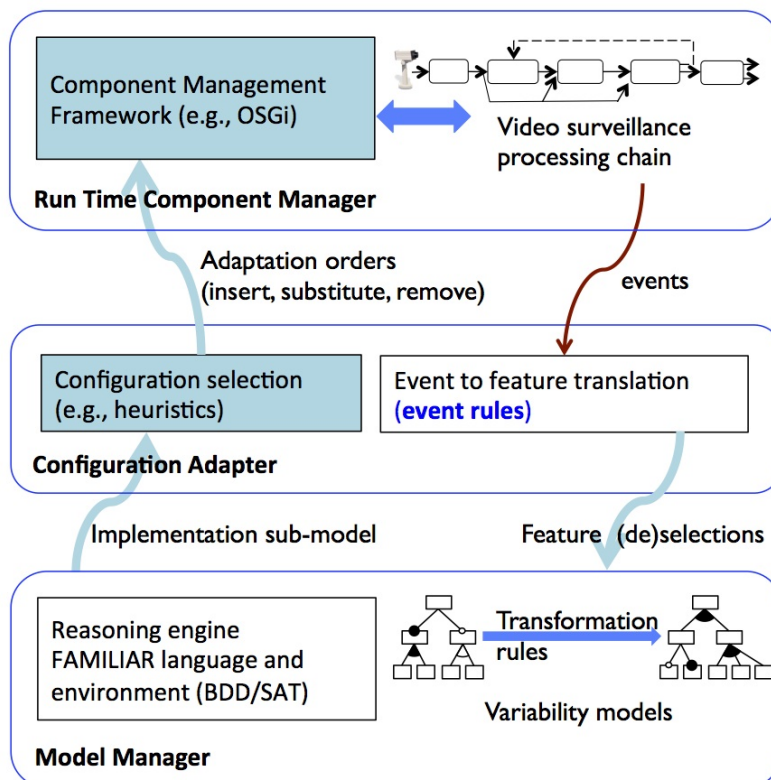 Component Management
Framework (e.g., OSGi)
Video surveillance
processing chain
Run Time Component Manager
Adaptation orders
(insert, substitute, remove)
events
Configuration selection
(e.g., heuristics)
Event to feature translation
(event rules)
Configuration Adapter
Implementation sub-model
Feature (de)selections
Reasoning engine
FAMILIAR language and
environment (BDD/SAT)
Transformation
rules
Variability models
Model Manager